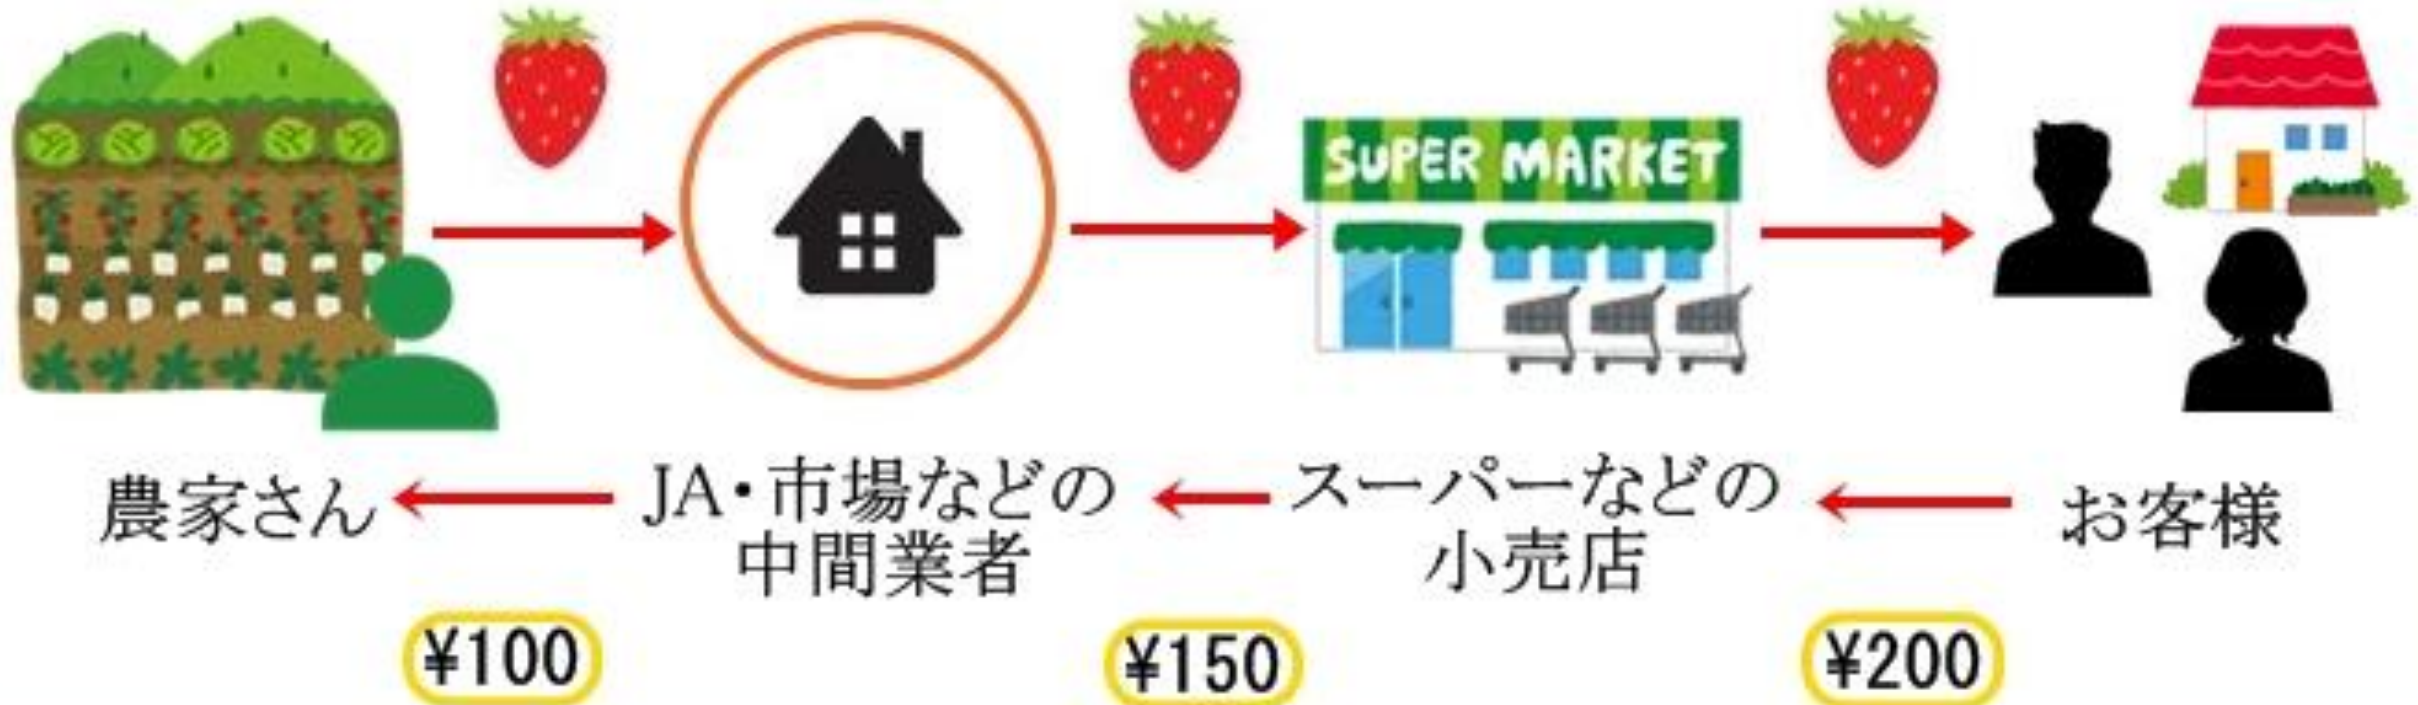 SUPER MARKET
農家さん
JA・市場などの
中間業者
スーパーなどの
小売店
お客様
¥100
¥150
¥200